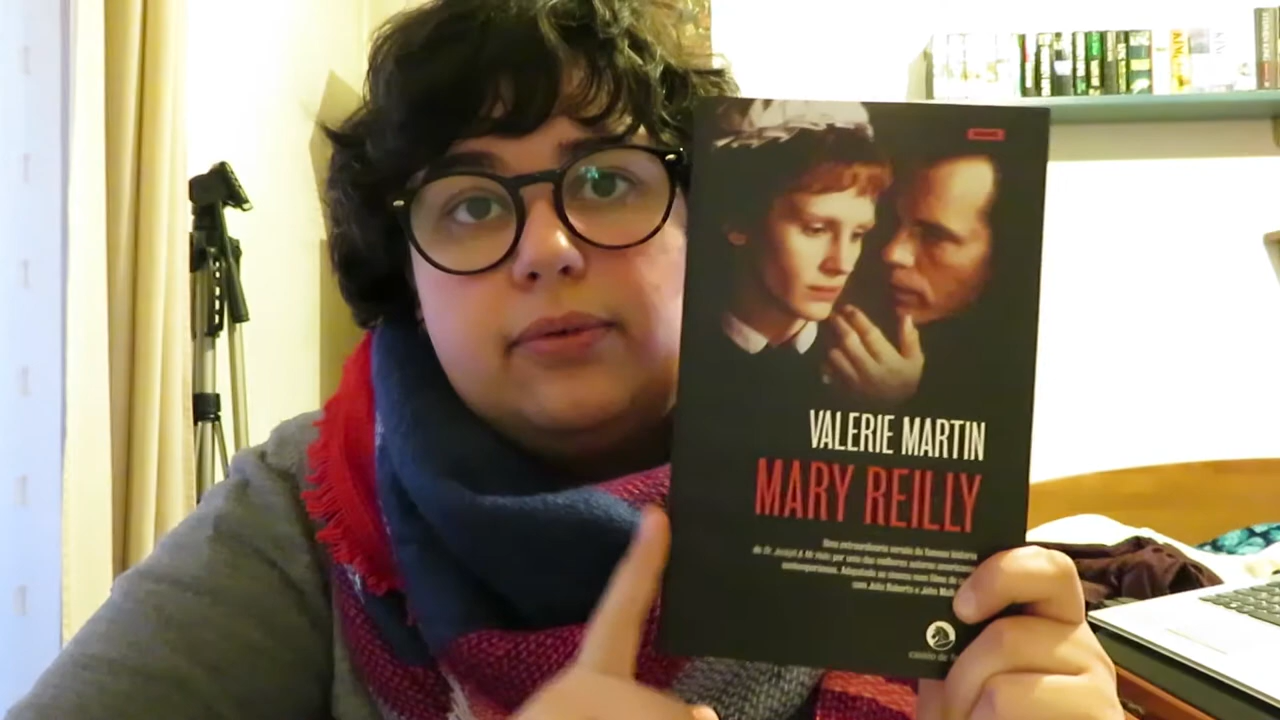 VALERIE MARTIN
MARY REILLY
Uma extraordinária versão da famosa história
de Dr. Jekyll & Mr. Hyde por uma das melhores autoras americanas
contemporâneas. Adaptado ao cinema num filme de
com Julia Roberts e John